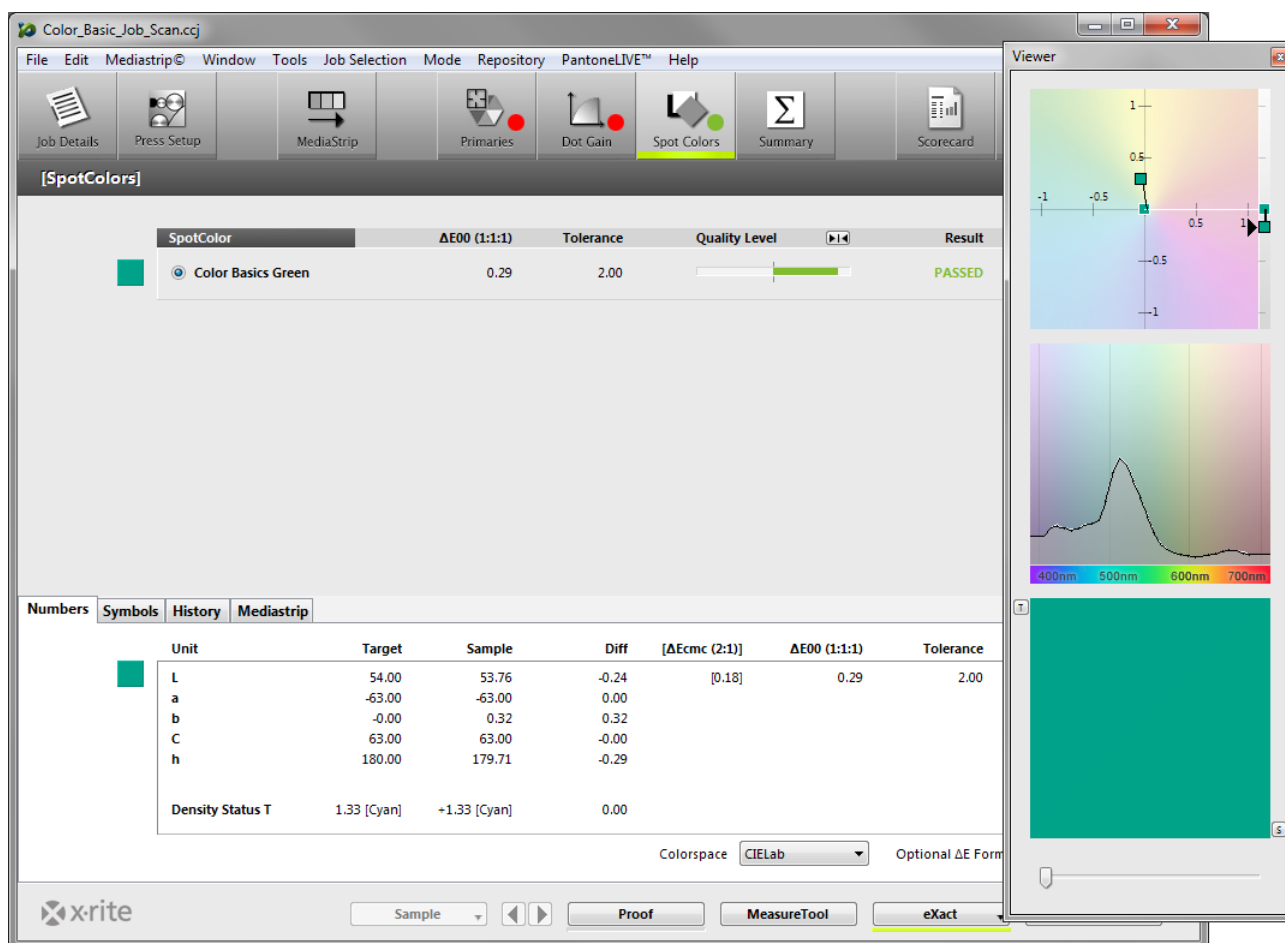 Color_Basic_Job_Scan.ccj
File Edit Mediastrip© Window Tools Job Selection Mode Repository PantoneLIVE™ Help
Job Details Press Setup MediaStrip Primaries Dot Gain Spot Colors Summary Scorecard
[SpotColors]
SpotColor ΔE00 (1:1:1) Tolerance Quality Level Result
Color Basics Green 0.29 2.00 PASSED
Numbers Symbols History Mediastrip
Unit Target Sample Diff [ΔEcmc (2:1)] ΔE00 (1:1:1) Tolerance
L 54.00 53.76 -0.24 [0.18] 0.29 2.00
a -63.00 -63.00 0.00
b -0.00 0.32 0.32
C 63.00 63.00 -0.00
h 180.00 179.71 -0.29
Density Status T 1.33 [Cyan] +1.33 [Cyan] 0.00
Colorspace CIELab Optional ΔE Form
x·rite Sample Proof MeasureTool eXact
Viewer
1
0.5
-1 -0.5 0.5 1
-0.5
-1
400nm 500nm 600nm 700nm
T
S